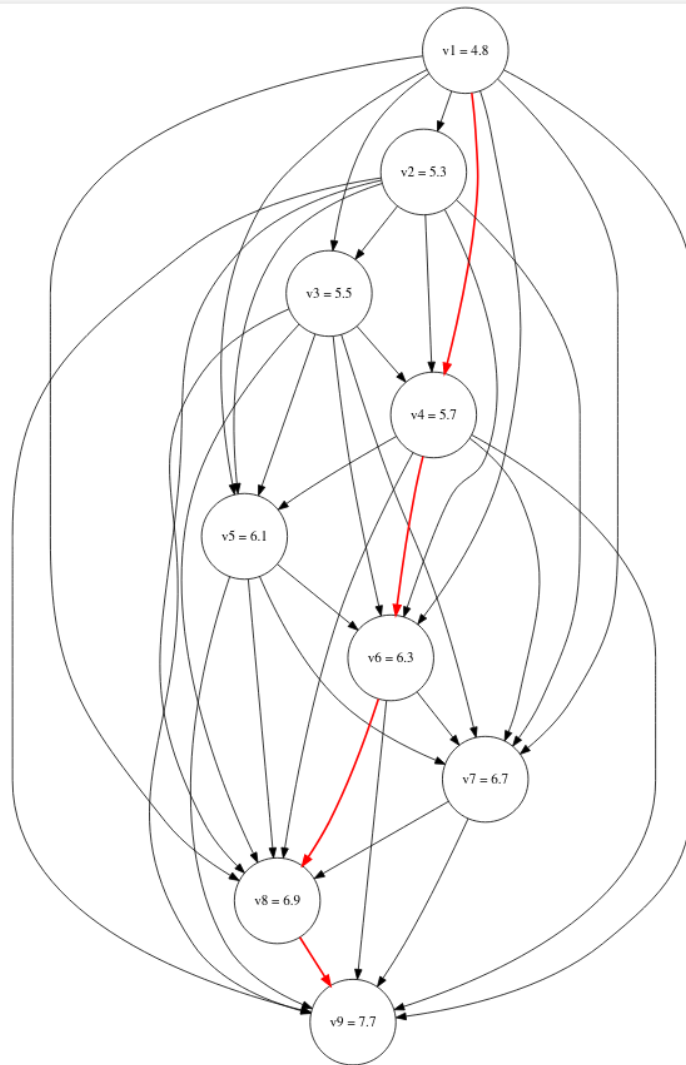 v1 = 4.8
v2 = 5.3
v3 = 5.5
v4 = 5.7
v5 = 6.1
v6 = 6.3
v7 = 6.7
v8 = 6.9
v9 = 7.7